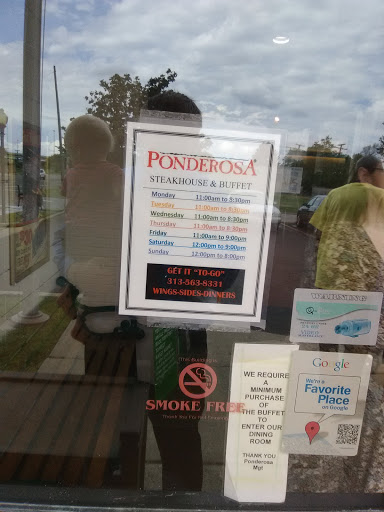 PONDEROSA
STEAKHOUSE & BUFFET
Monday 11:00am to 8:30pm
Tuesday 11:00am to 8:30pm
Wednesday 11:00am to 8:30pm
Thursday 11:00am to 8:30pm
Friday 11:00am to 9:00pm
Saturday 12:00pm to 9:00pm
Sunday 12:00pm to 8:00pm
GET IT "TO-GO"
313-563-8331
WINGS-SIDES-DINNERS
SMOKE FREE
WE REQUIRE
A
MINIMUM
PURCHASE
OF THE
BUFFET TO
ENTER OUR
DINING
ROOM
THANK YOU
Ponderosa
Mgt
WARNING
Google
We're a
Favorite
Place
on Google